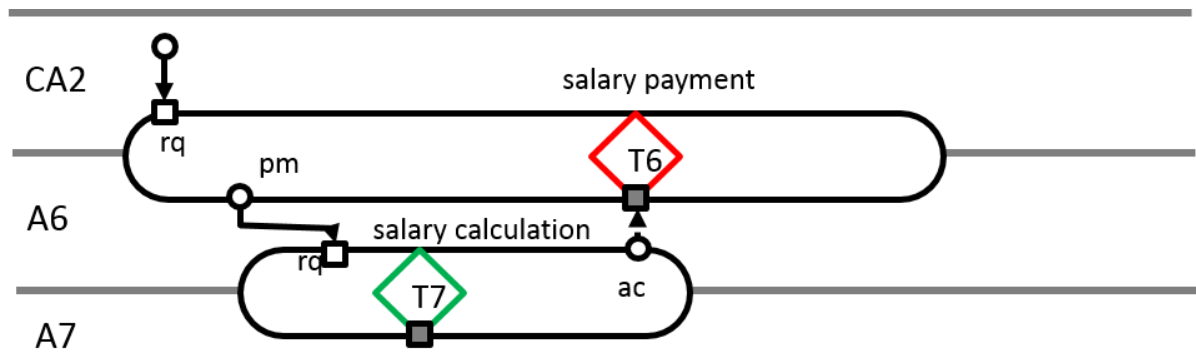 CA2
salary payment
rq
T6
pm
A6
salary calculation
rq
T7
ac
A7